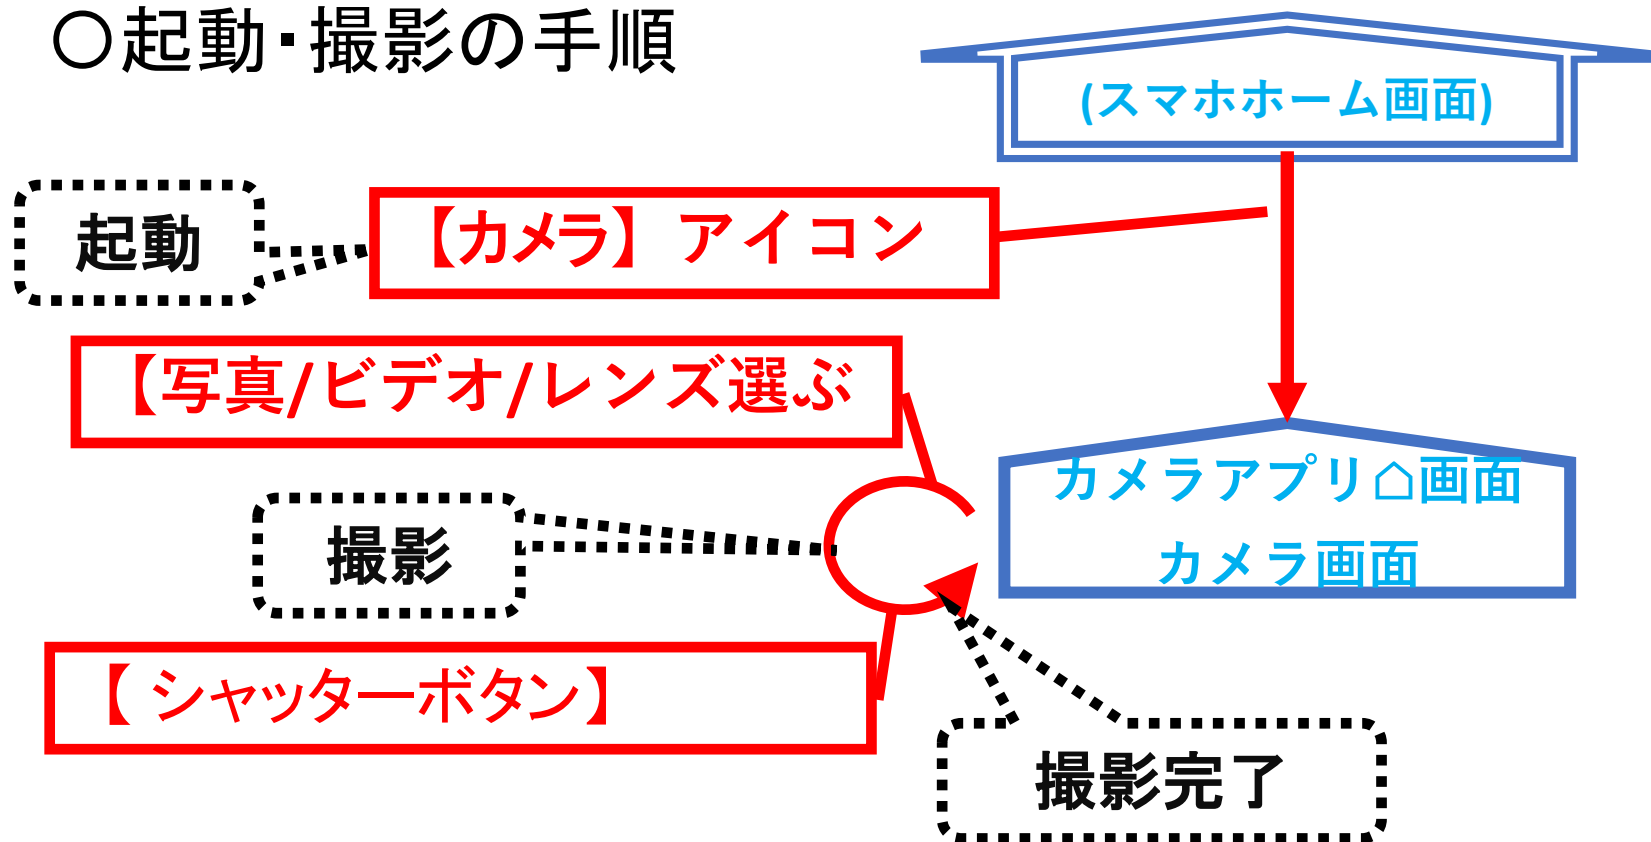 〇起動･撮影の手順
(スマホホーム画面)
起動
【カメラ】アイコン
【写真/ビデオ/レンズ選ぶ
カメラアプリ⌂画面
カメラ画面
撮影
【 シャッターボタン】
撮影完了